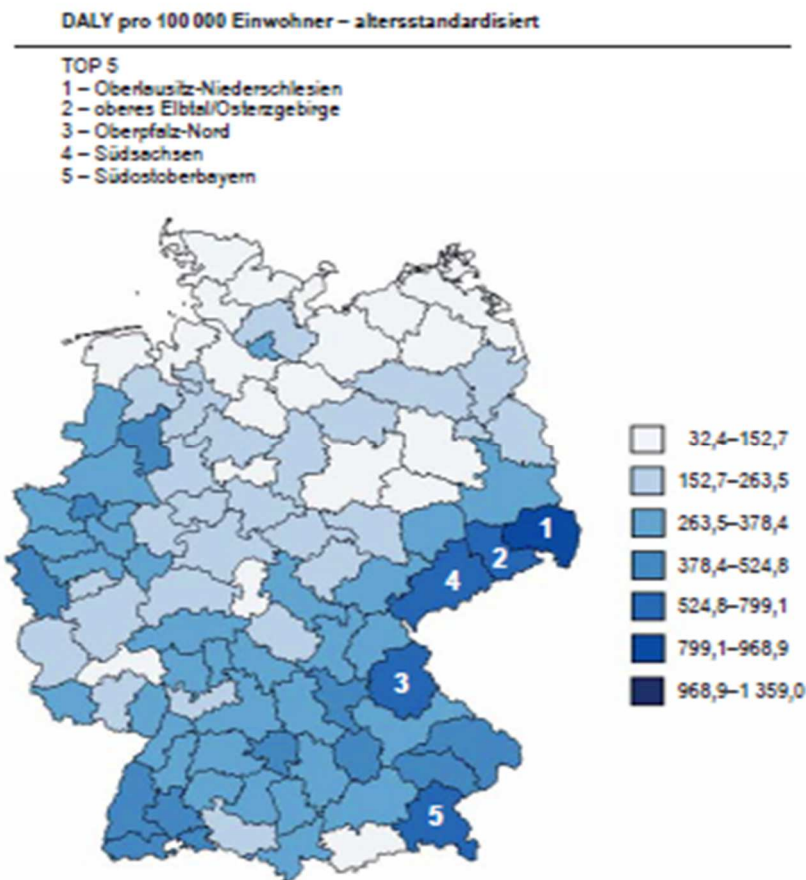 DALY pro 100 000 Einwohner – altersstandardisiert
TOP 5
1 – Oberlausitz-Niederschlesien
2 – oberes Elbtal/Osterzgebirge
3 – Oberpfalz-Nord
4 – Südsachsen
5 – Südostoberbayern
32,4–152,7
152,7–263,5
1
263,5–378,4
2
378,4–524,8
4
524,8–799,1
799,1–968,9
3
968,9–1 359,0
5